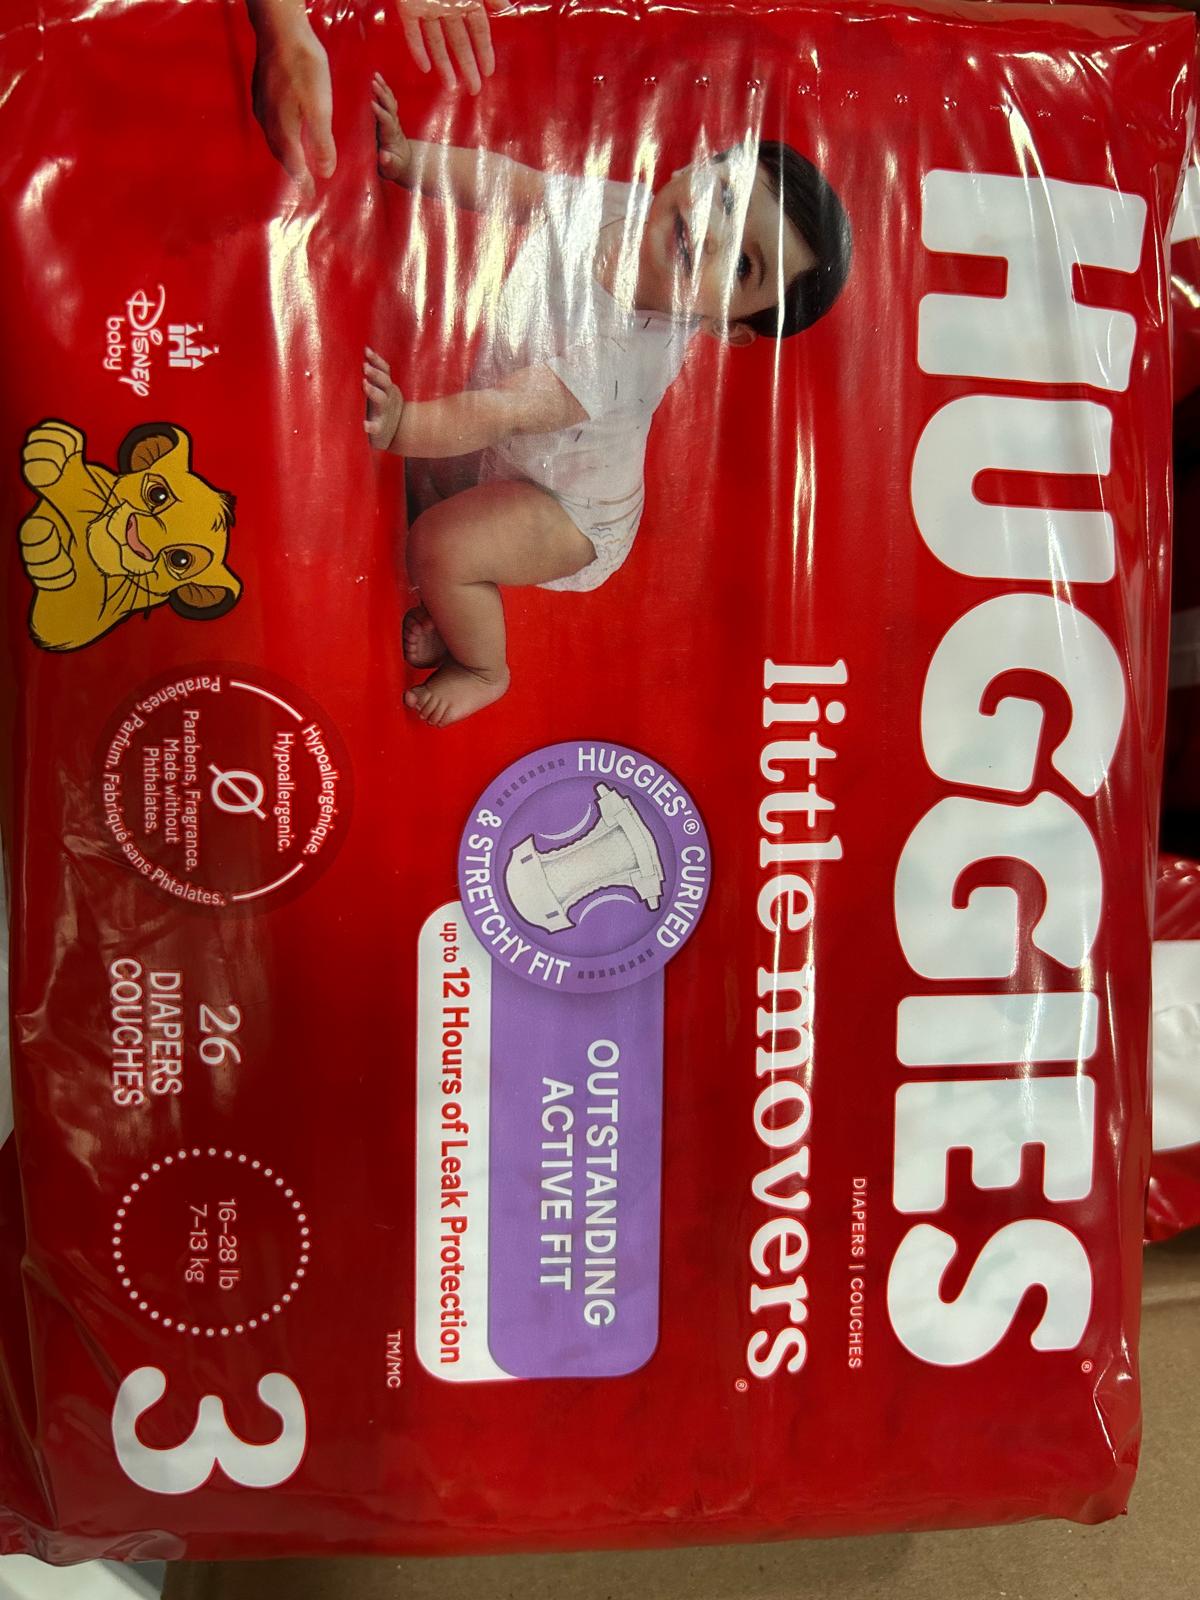 HUGGIES®
DIAPERS | COUCHES
little movers®
HUGGIES'® CURVED
& STRETCHY FIT
OUTSTANDING
ACTIVE FIT
up to 12 Hours of Leak Protection
TM/MC
Disney
baby
Hypoallergénique.
Hypoallergenic.
Parabens, Fragrance,
Made without
Phthalates.
Parabènes, Parfum. Fabriqué sans Phtalates.
26
DIAPERS
COUCHES
16–28 lb
7–13 kg
3